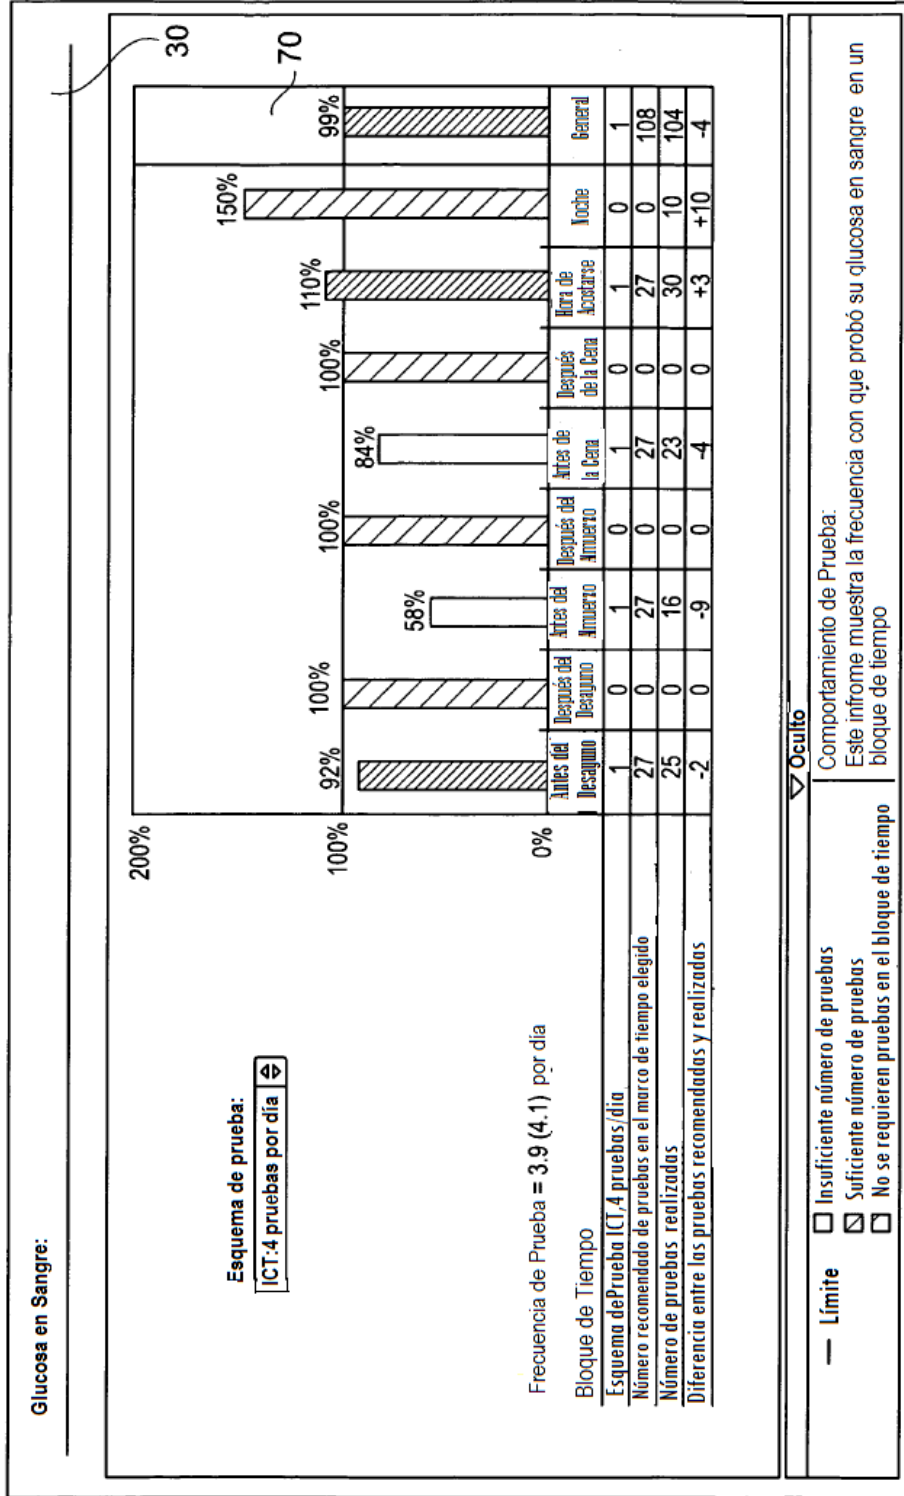 Glucosa en Sangre:
30
Esquema de prueba:
ICT:4 pruebas por día
70
200%
100%
0%
92%
100%
58%
100%
84%
100%
110%
150%
99%
Frecuencia de Prueba = 3.9 (4.1) por dia
Bloque de Tiempo
Antes del Desayuno
Después del Desayuno
Antes del Amuerzo
Después del Amuerzo
Antes de la Cena
Después de la Cena
Hora de Acostarse
Noche
General
Esquema dePrueba ICT,4 pruebas/dia 1 0 1 0 1 0 1 0 1
Número recomendado de pruebas en el marco de tiempo elegido 27 0 27 0 27 0 27 0 108
Número de pruebas realizadas 25 0 16 0 23 0 30 10 104
Diferencia entre las pruebas recomendadas y realizadas -2 0 -9 0 -4 0 +3 +10 -4
Oculto
Límite
Insuficiente número de pruebas
Suficiente número de pruebas
No se requieren pruebas en el bloque de tiempo
Comportamiento de Prueba:
Este infrome muestra la frecuencia con que probó su glucosa en sangre en un
bloque de tiempo